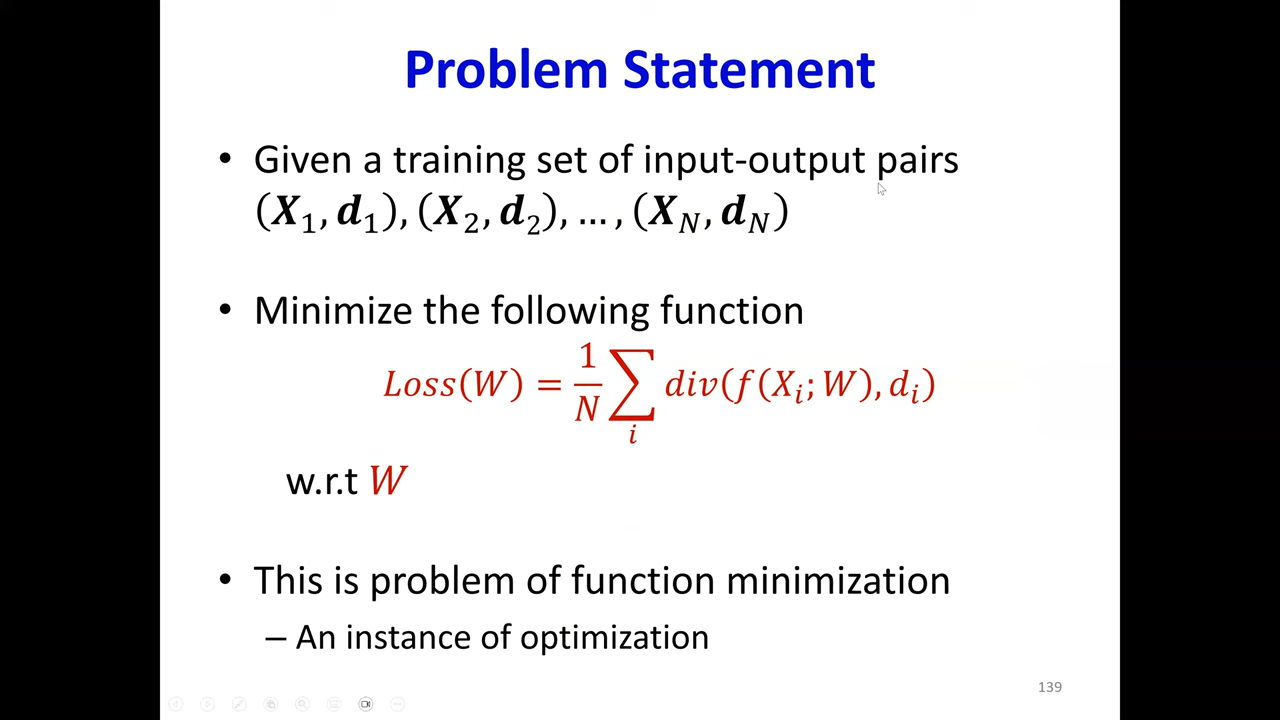 Problem Statement
• Given a training set of input-output pairs
(𝑿₁, 𝒅₁), (𝑿₂, 𝒅₂), … , (𝑿_N, 𝒅_N)
• Minimize the following function
Loss(W) = 1/N ∑_i div(f(X_i; W), d_i)
w.r.t W
• This is problem of function minimization
– An instance of optimization
139